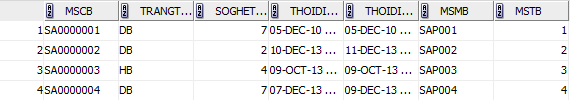 MSCB TRANGT... SOGHET... THOIDI... THOIDI... MSMB MSTB
1 SA0000001 DB 7 05-DEC-10 ... 05-DEC-10 ... SAP001 1
2 SA0000002 DB 2 10-DEC-13 ... 11-DEC-13 ... SAP002 2
3 SA0000003 HB 4 09-OCT-13 ... 09-OCT-13 ... SAP003 3
4 SA0000004 DB 7 07-DEC-13 ... 09-DEC-13 ... SAP004 4